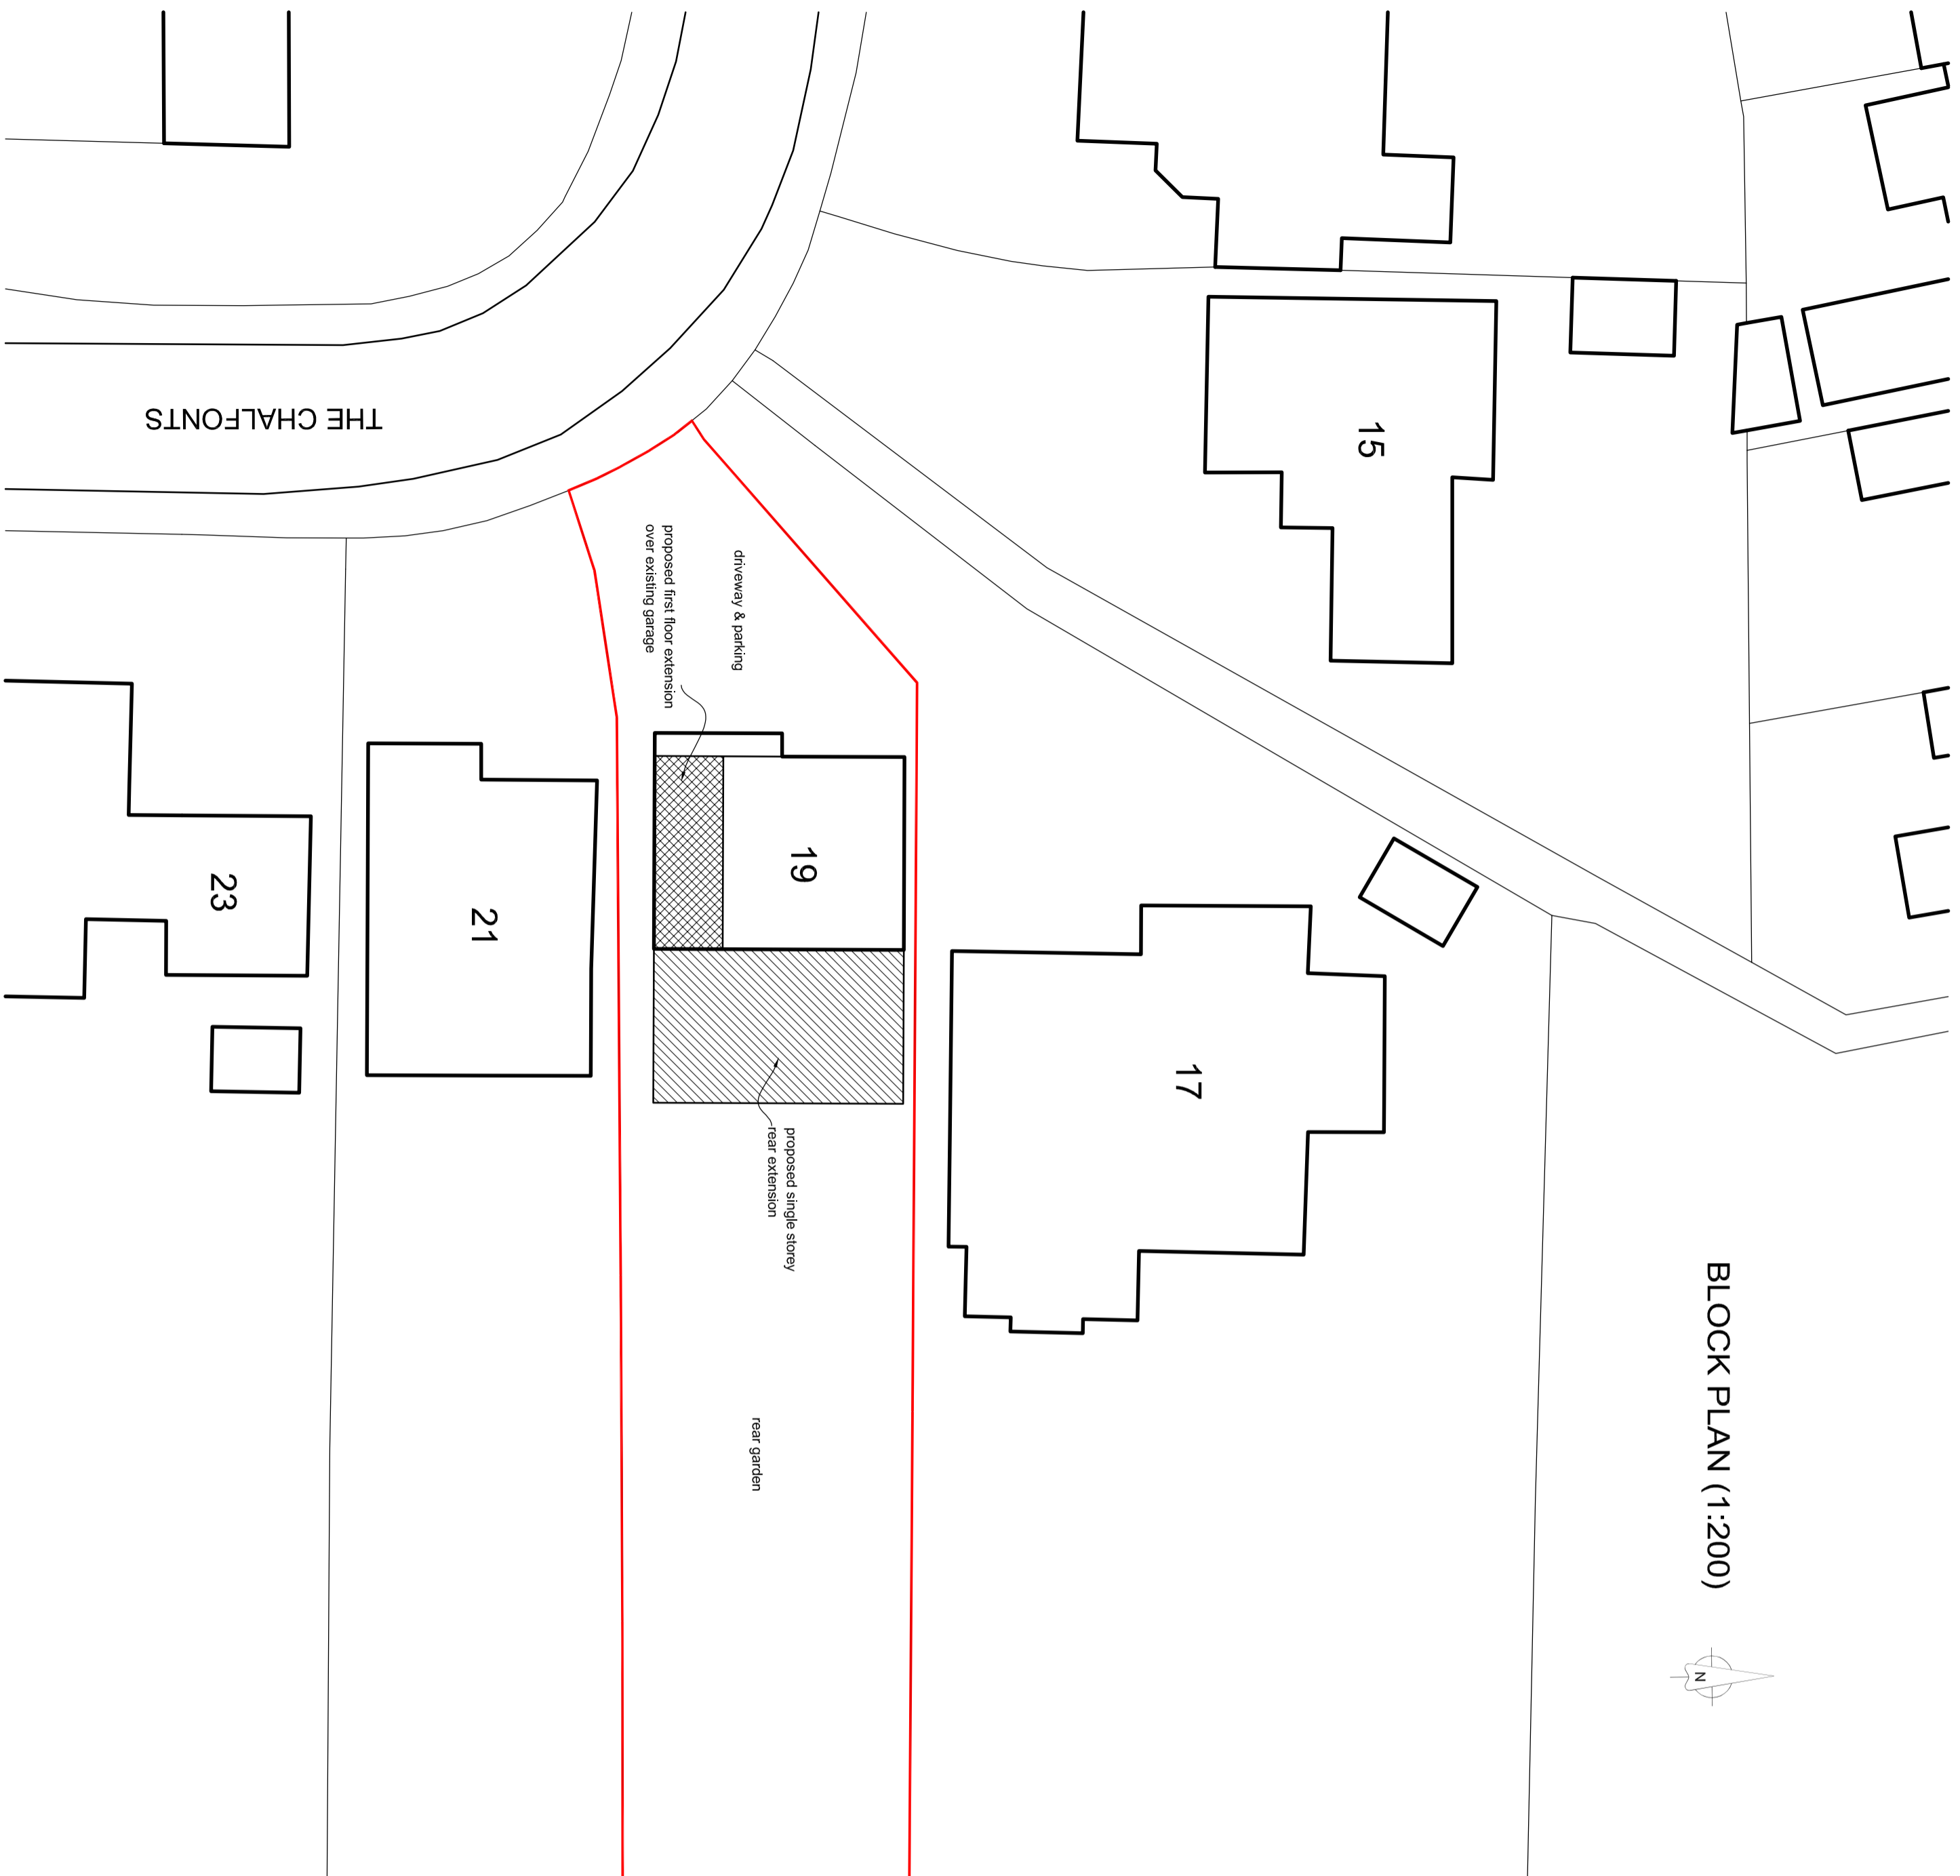 THE CHALFONTS
proposed first floor extension
over existing garage
driveway & parking
15
19
21
23
17
proposed single storey
rear extension
rear garden
BLOCK PLAN (1:200)
N